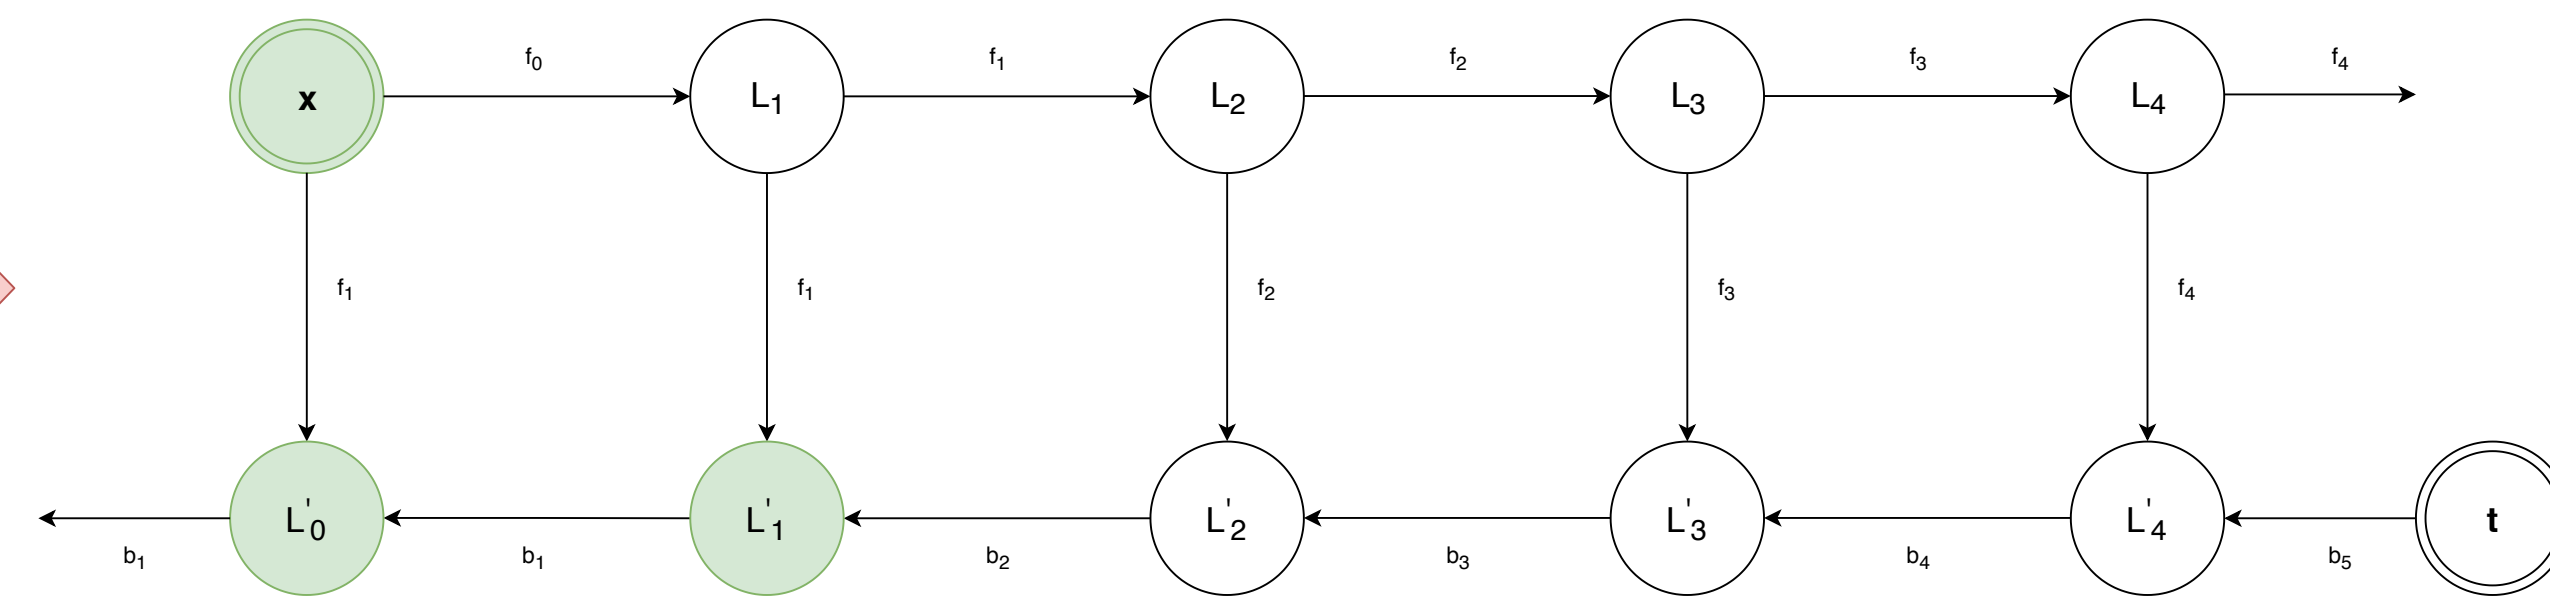 f₀ f₁ f₂ f₃ f₄
x L₁ L₂ L₃ L₄
f₁ f₁ f₂ f₃ f₄
L'₀ L'₁ L'₂ L'₃ L'₄ t
b₁ b₁ b₂ b₃ b₄ b₅